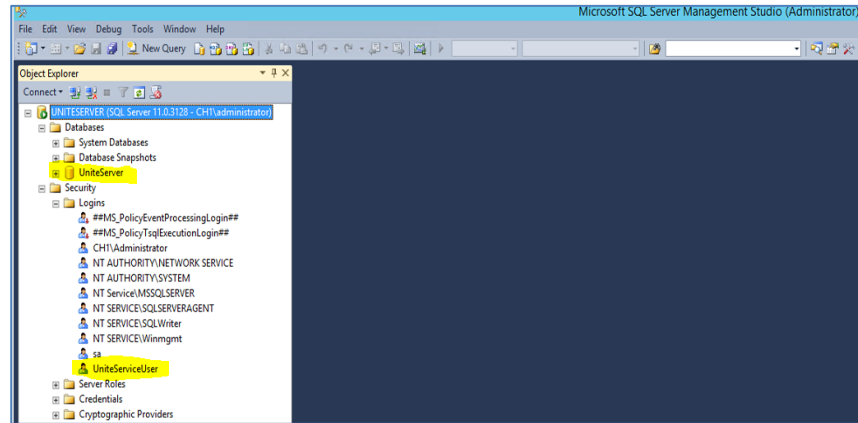 Microsoft SQL Server Management Studio (Administrator)
File Edit View Debug Tools Window Help
New Query
Object Explorer
Connect
UNITESERVER (SQL Server 11.0.3128 - CH1\administrator)
Databases
System Databases
Database Snapshots
UniteServer
Security
Logins
##MS_PolicyEventProcessingLogin##
##MS_PolicyTsqlExecutionLogin##
CH1\Administrator
NT AUTHORITY\NETWORK SERVICE
NT AUTHORITY\SYSTEM
NT Service\MSSQLSERVER
NT SERVICE\SQLSERVERAGENT
NT SERVICE\SQLWriter
NT SERVICE\Winmgmt
sa
UniteServiceUser
Server Roles
Credentials
Cryptographic Providers